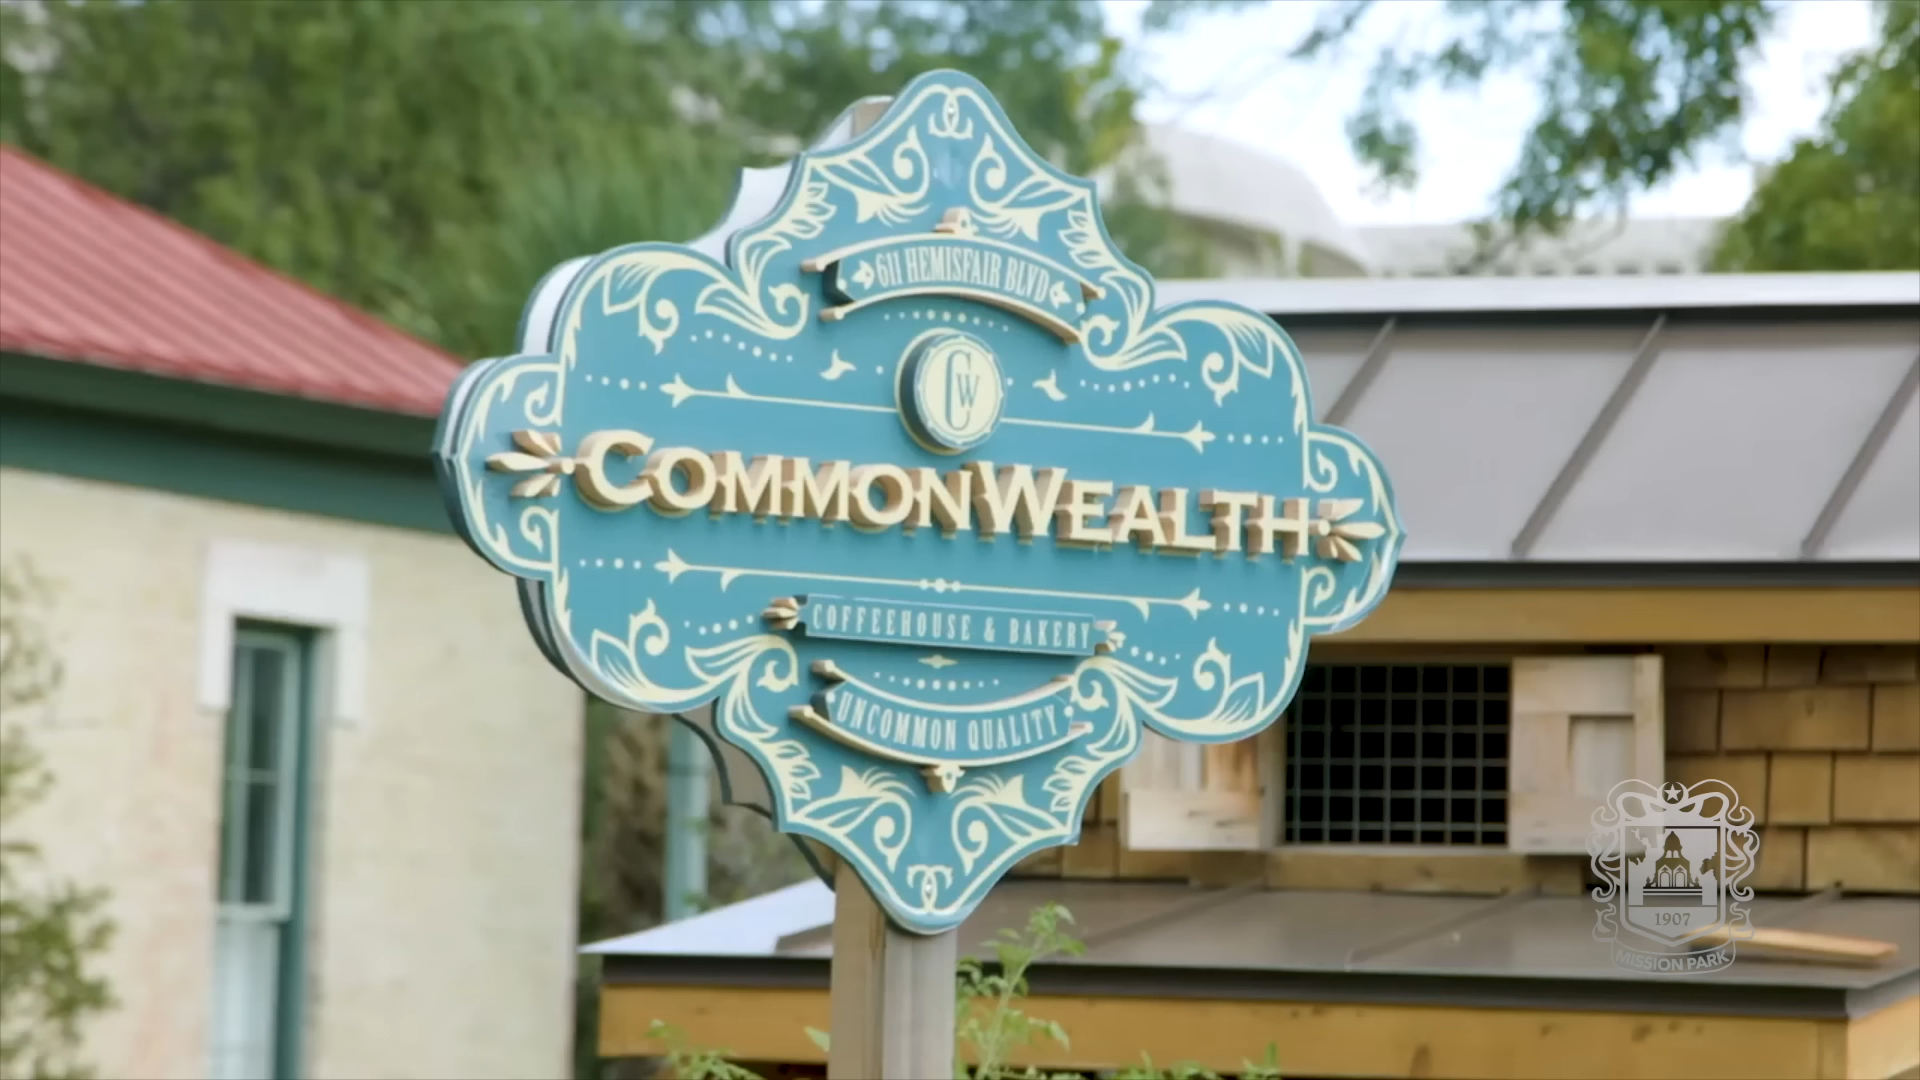 611 HEMISFAIR BLVD
CW
COMMONWEALTH
COFFEEHOUSE & BAKERY
UNCOMMON QUALITY
1907
MISSION PARK